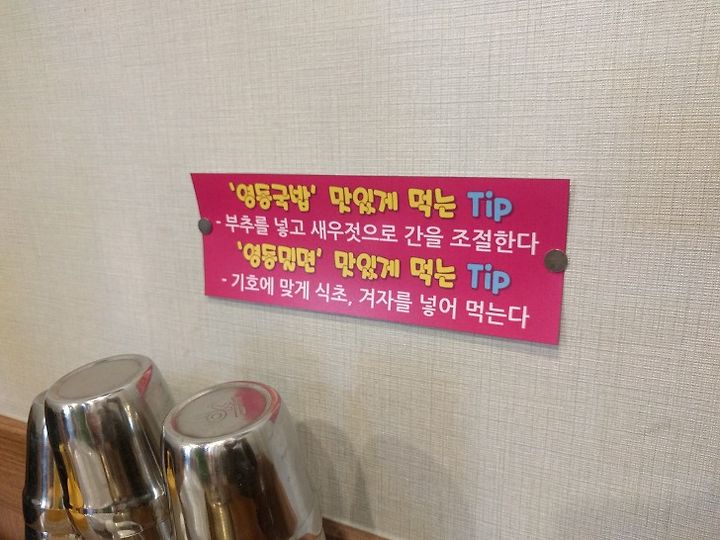 '영동국밥' 맛있게 먹는 Tip
- 부추를 넣고 새우젓으로 간을 조절한다
'영동밀면' 맛있게 먹는 Tip
- 기호에 맞게 식초, 겨자를 넣어 먹는다